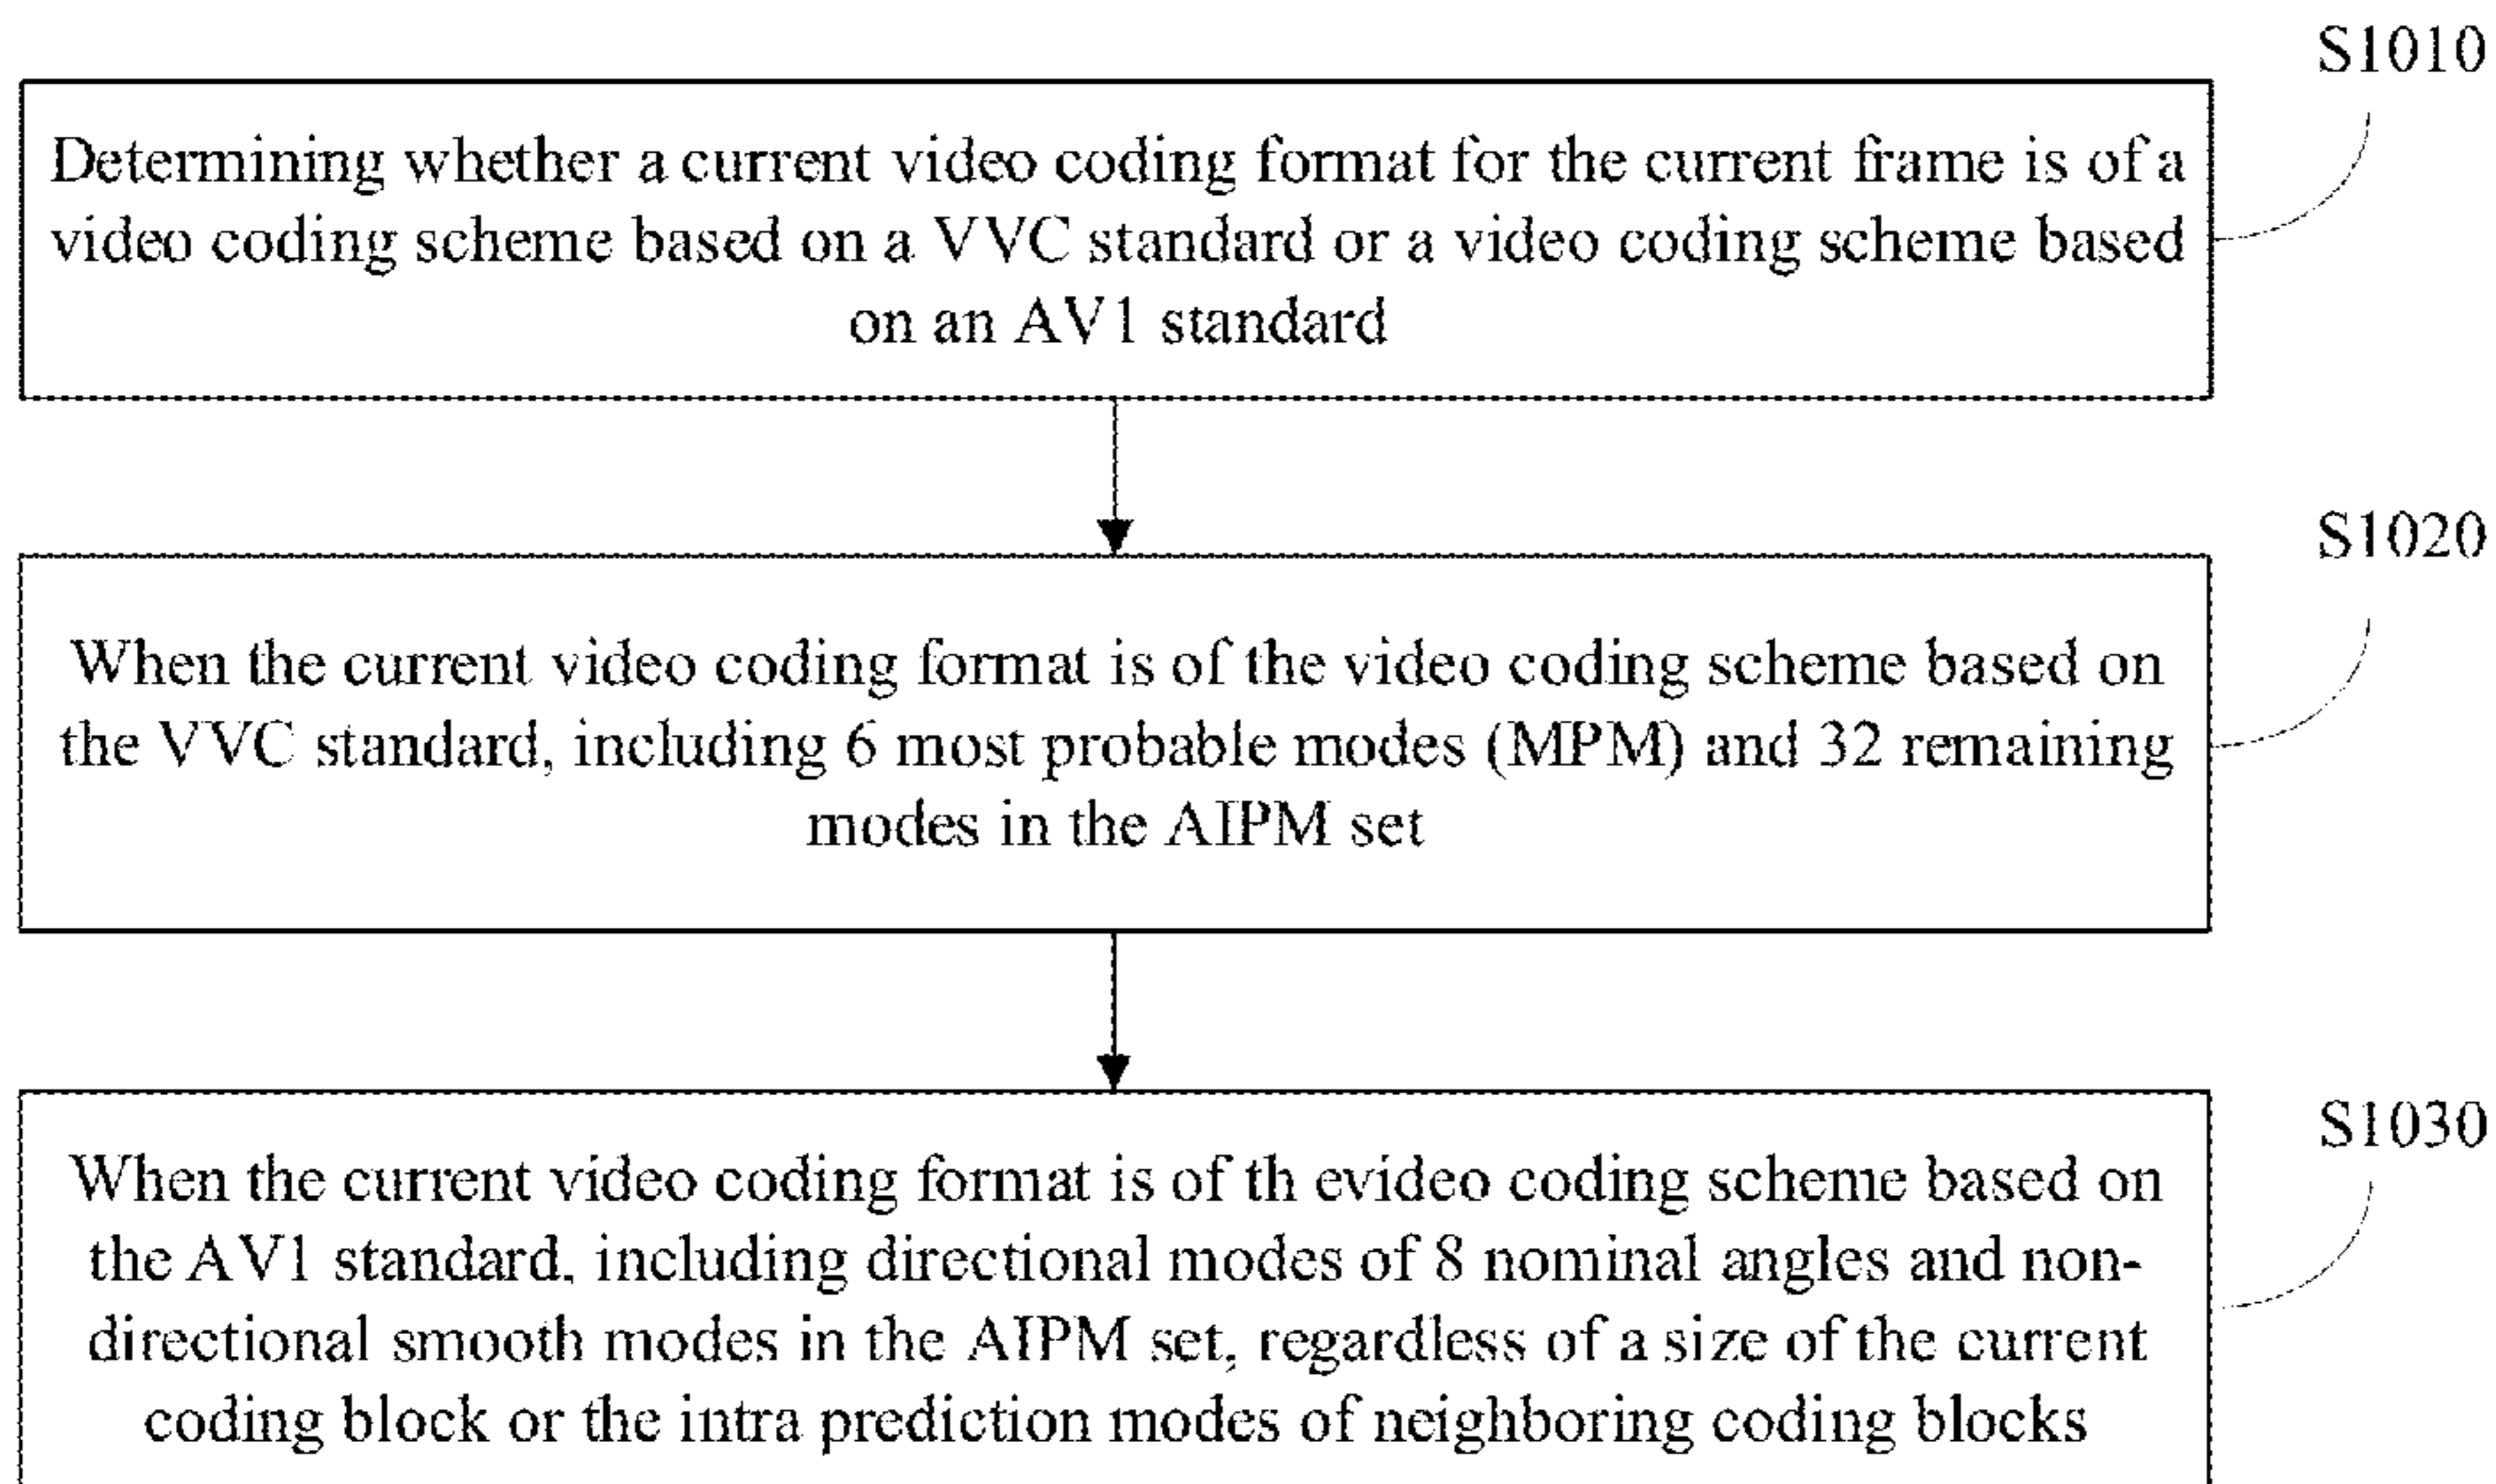 S1010
Determining whether a current video coding format for the current frame is of a
video coding scheme based on a VVC standard or a video coding scheme based
on an AV1 standard
S1020
When the current video coding format is of the video coding scheme based on
the VVC standard, including 6 most probable modes (MPM) and 32 remaining
modes in the AIPM set
S1030
When the current video coding format is of th evideo coding scheme based on
the AV1 standard, including directional modes of 8 nominal angles and non-
directional smooth modes in the AIPM set, regardless of a size of the current
coding block or the intra prediction modes of neighboring coding blocks